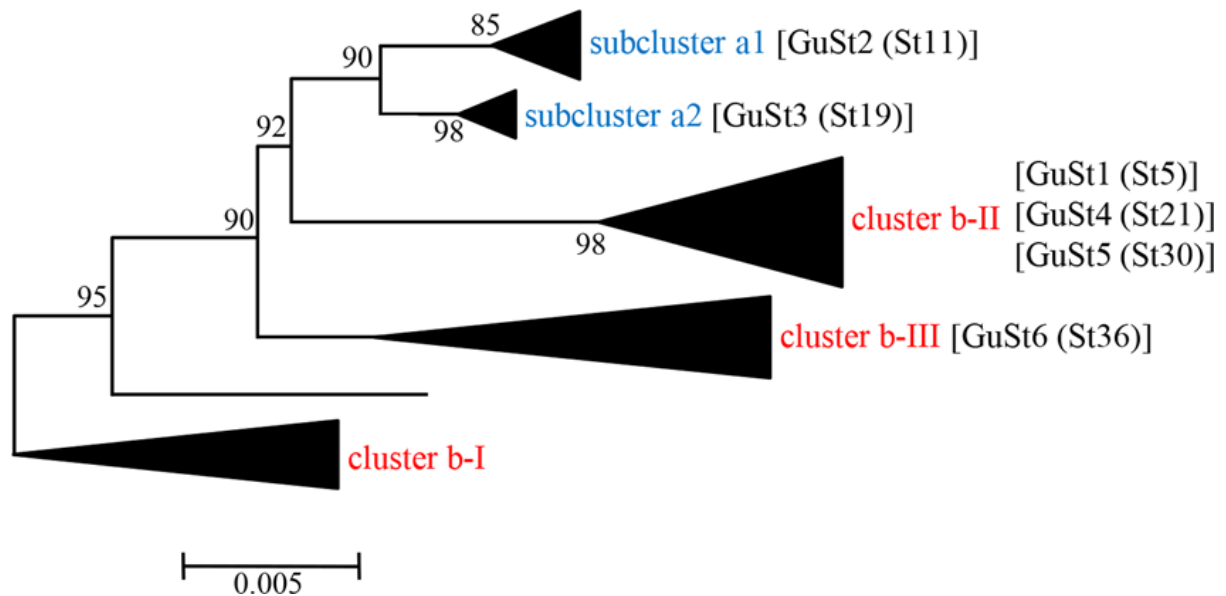 85
subcluster a1 [GuSt2 (St11)]
90
subcluster a2 [GuSt3 (St19)]
98
92
[GuSt1 (St5)]
cluster b-II [GuSt4 (St21)]
[GuSt5 (St30)]
98
90
95
cluster b-III [GuSt6 (St36)]
cluster b-I
0.005